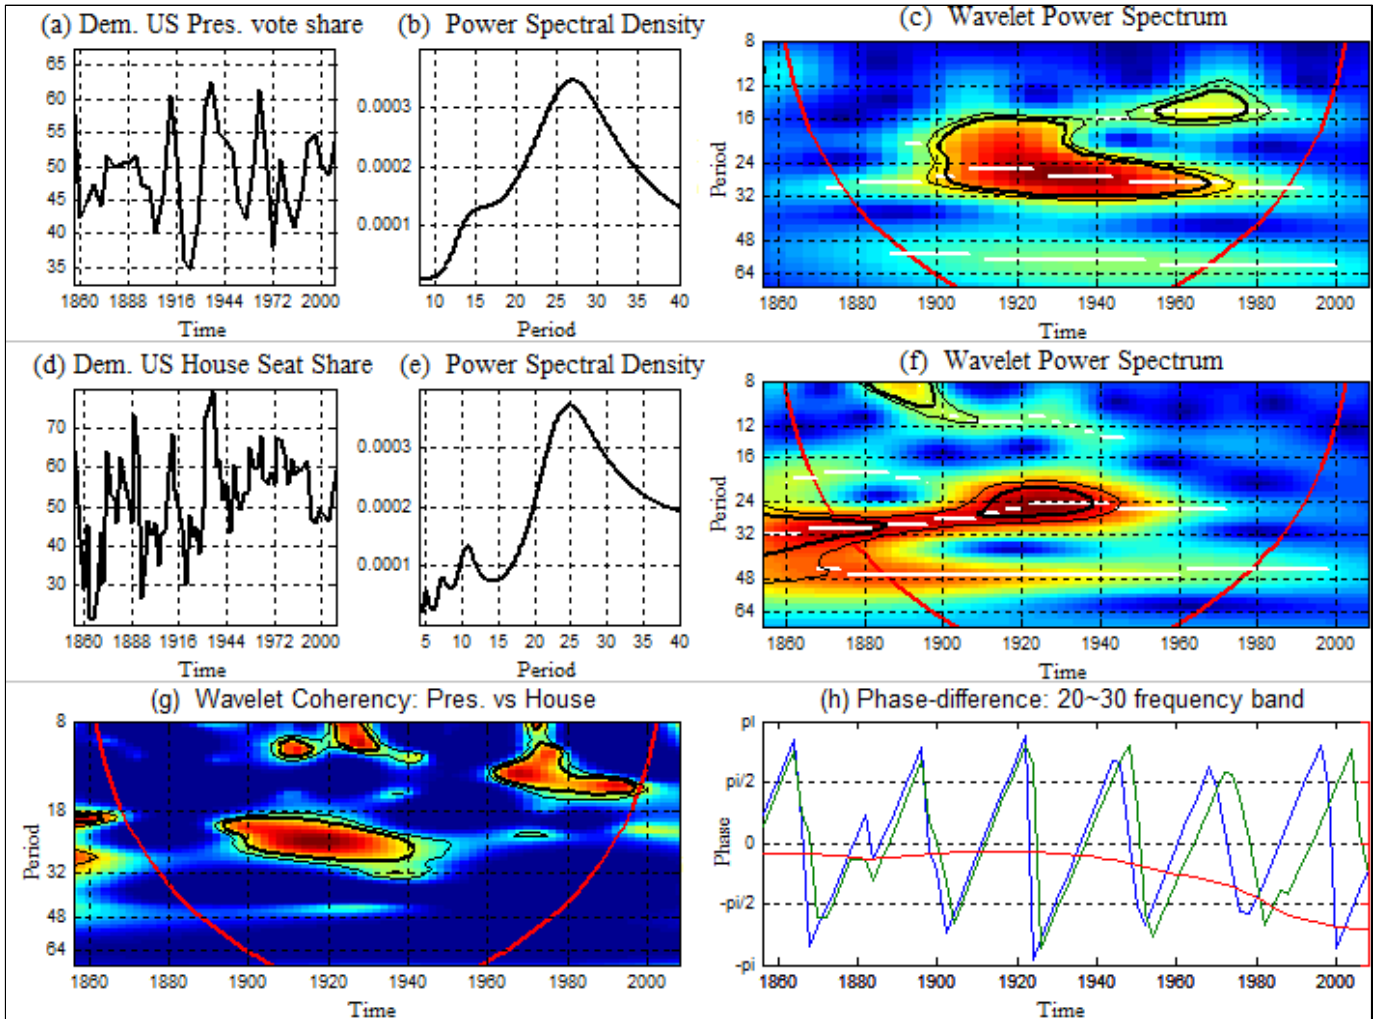 (a) Dem. US Pres. vote share
65
60
55
50
45
40
35
1860 1888 1916 1944 1972 2000
Time
(b) Power Spectral Density
0.0003
0.0002
0.0001
10 15 20 25 30 35 40
Period
(c) Wavelet Power Spectrum
Period
8
12
16
24
32
48
64
1860 1880 1900 1920 1940 1960 1980 2000
Time
(d) Dem. US House Seat Share
70
60
50
40
30
1860 1888 1916 1944 1972 2000
Time
(e) Power Spectral Density
0.0003
0.0002
0.0001
5 10 15 20 25 30 35 40
Period
(f) Wavelet Power Spectrum
Period
8
12
16
24
32
48
64
1860 1880 1900 1920 1940 1960 1980 2000
Time
(g) Wavelet Coherency: Pres. vs House
Period
8
18
32
48
64
1860 1880 1900 1920 1940 1960 1980 2000
Time
(h) Phase-difference: 20~30 frequency band
Phase
pi
pi/2
0
-pi/2
-pi
1860 1880 1900 1920 1940 1960 1980 2000
Time